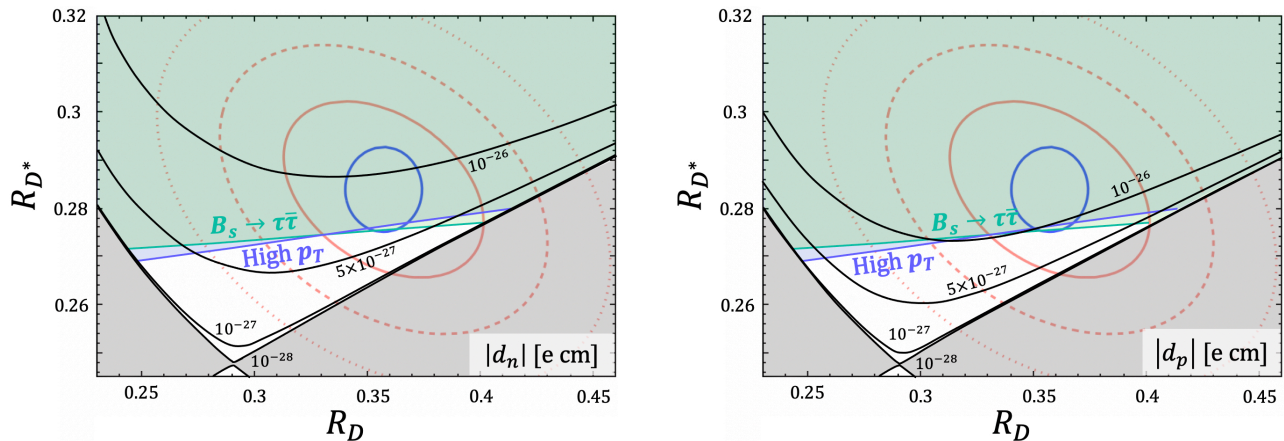 0.32
0.3
0.28
0.26
R_D*
10⁻²⁶
B_s → ττ̄
High p_T
5×10⁻²⁷
10⁻²⁷
10⁻²⁸
|d_n| [e cm]
0.25
0.3
0.35
0.4
0.45
R_D
0.32
0.3
0.28
0.26
R_D*
10⁻²⁶
B_s → ττ̄
High p_T
5×10⁻²⁷
10⁻²⁷
10⁻²⁸
|d_p| [e cm]
0.25
0.3
0.35
0.4
0.45
R_D